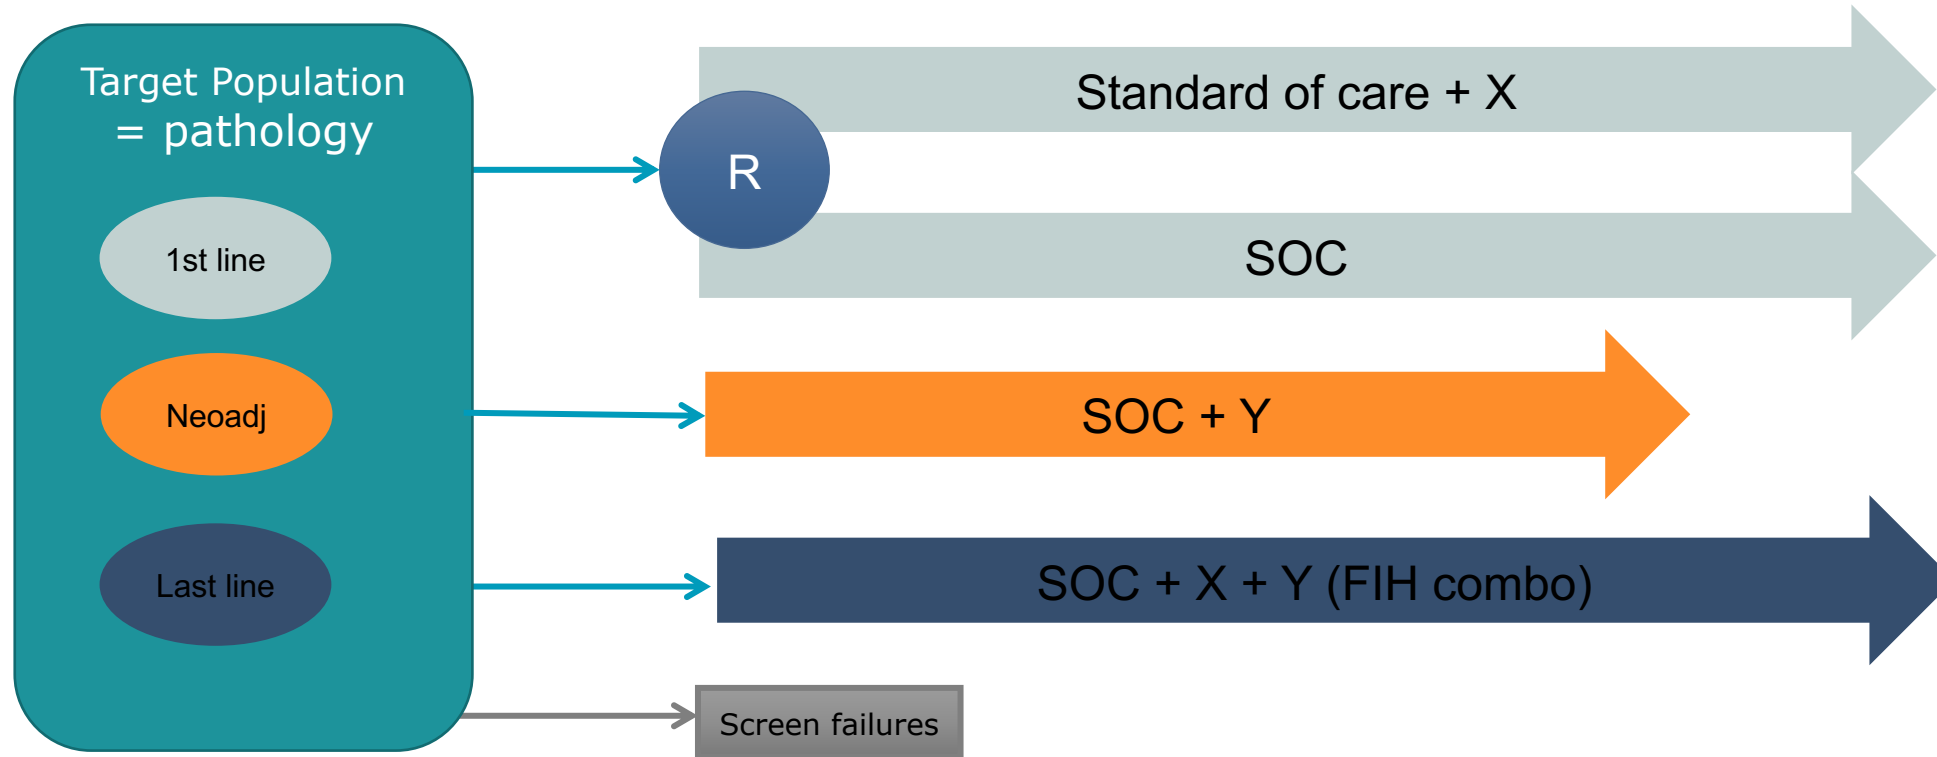 Target Population
= pathology
1st line
Neoadj
Last line
R
Standard of care + X
SOC
SOC + Y
SOC + X + Y (FIH combo)
Screen failures